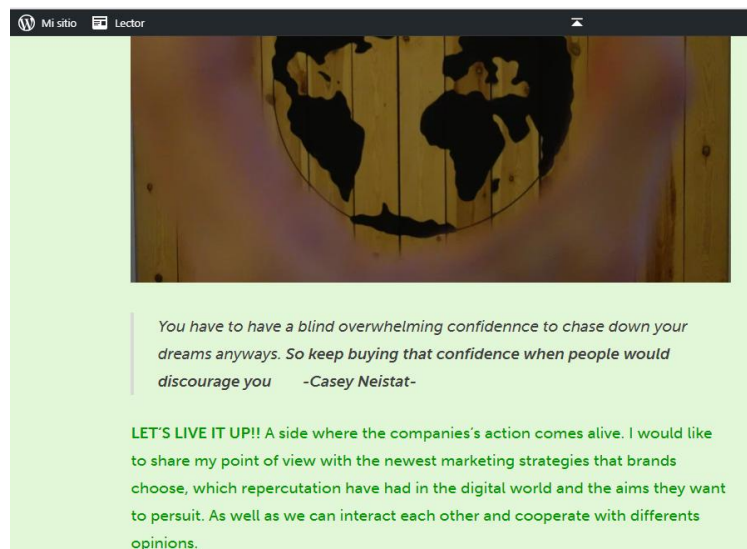 Mi sitio Lector
You have to have a blind overwhelming confidennce to chase down your
dreams anyways. So keep buying that confidence when people would
discourage you -Casey Neistat-
LET´S LIVE IT UP!! A side where the companies´s action comes alive. I would like
to share my point of view with the newest marketing strategies that brands
choose, which repercutation have had in the digital world and the aims they want
to persuit. As well as we can interact each other and cooperate with differents
opinions.